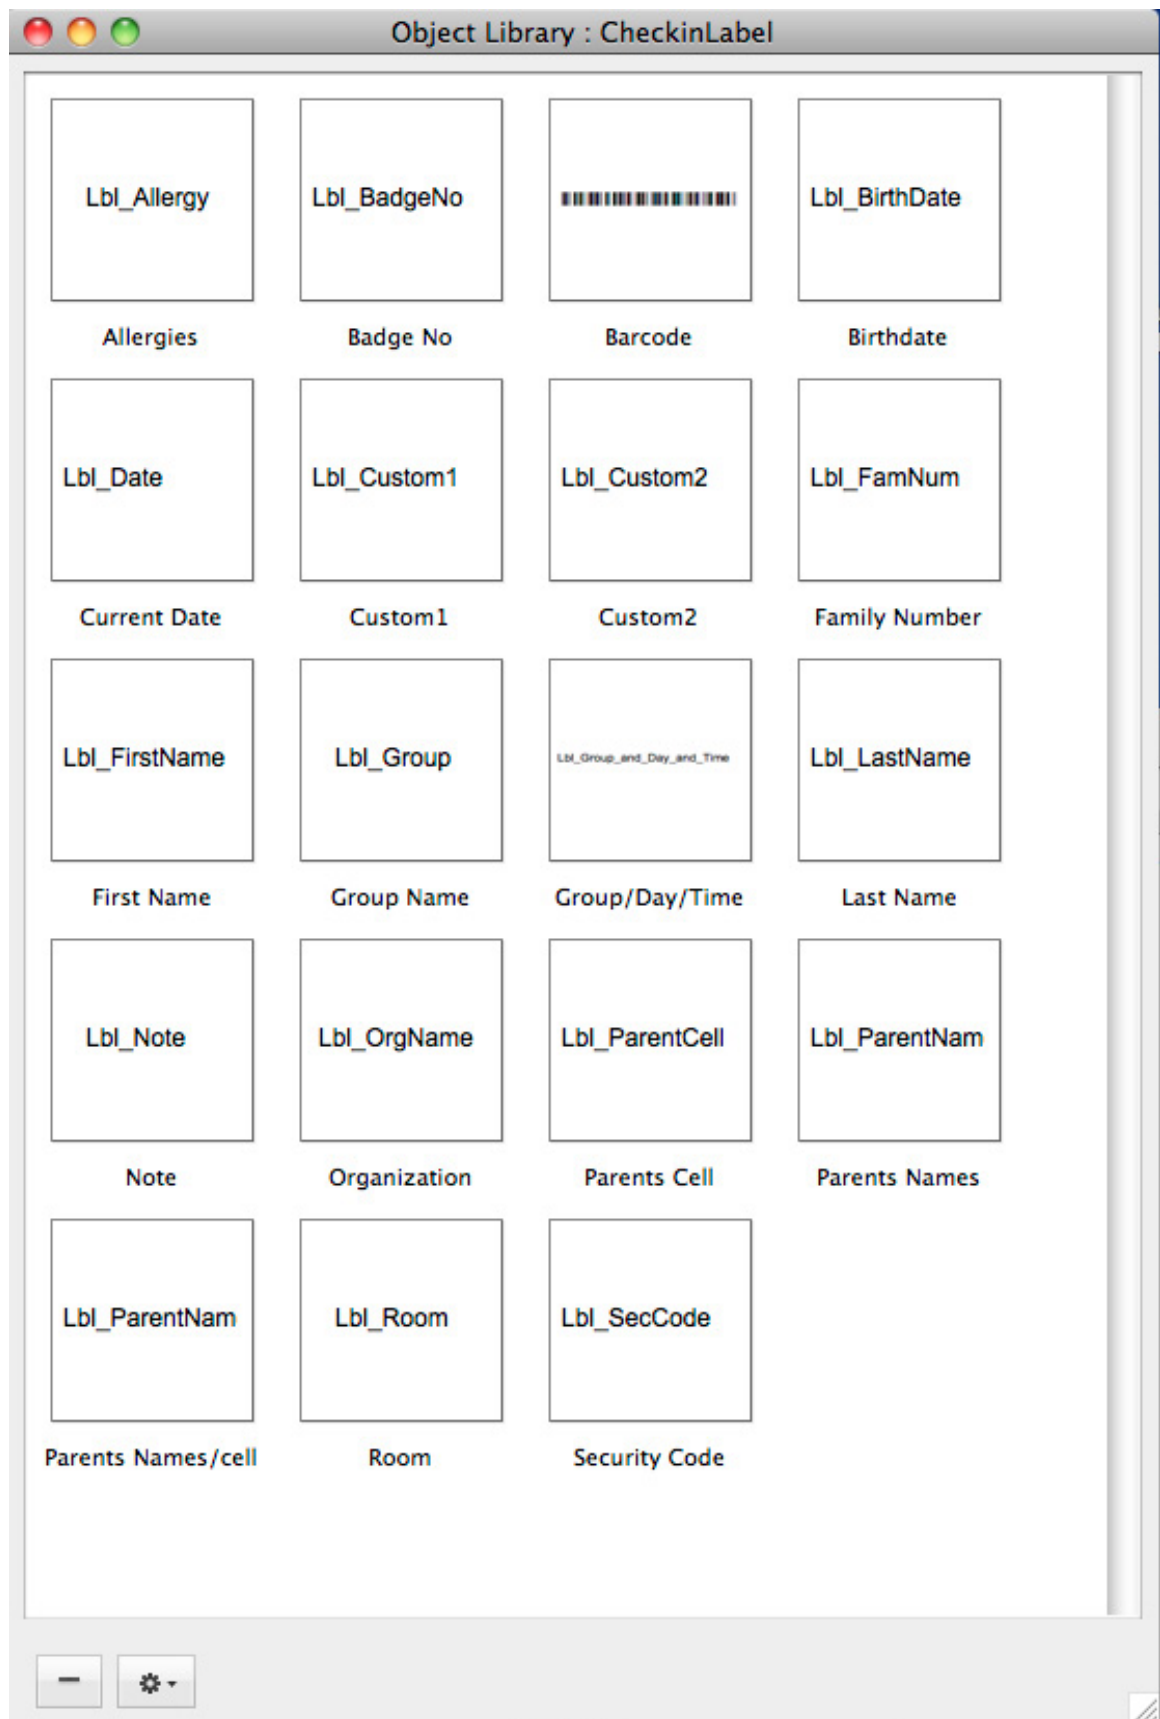 Object Library : CheckinLabel
Lbl_Allergy Lbl_BadgeNo Lbl_BirthDate
Allergies Badge No Barcode Birthdate
Lbl_Date Lbl_Custom1 Lbl_Custom2 Lbl_FamNum
Current Date Custom1 Custom2 Family Number
Lbl_FirstName Lbl_Group Lbl_Group_and_Day_and_Time Lbl_LastName
First Name Group Name Group/Day/Time Last Name
Lbl_Note Lbl_OrgName Lbl_ParentCell Lbl_ParentNam
Note Organization Parents Cell Parents Names
Lbl_ParentNam Lbl_Room Lbl_SecCode
Parents Names/cell Room Security Code